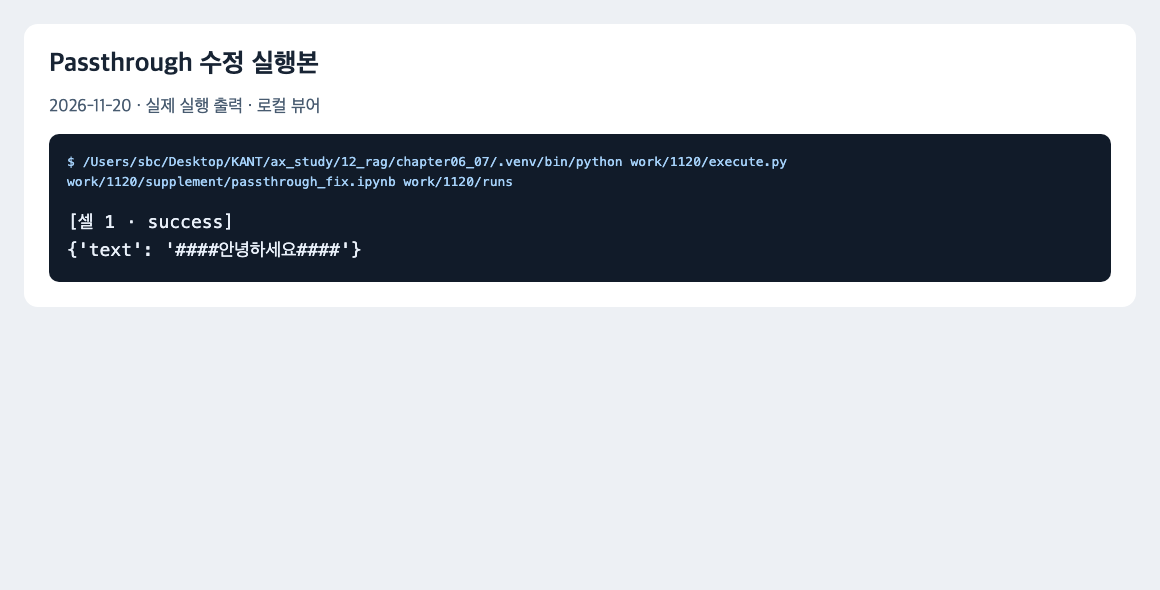 Passthrough 수정 실행본
2026-11-20 · 실제 실행 출력 · 로컬 뷰어
$ /Users/sbc/Desktop/KANT/ax_study/12_rag/chapter06_07/.venv/bin/python work/1120/execute.py
work/1120/supplement/passthrough_fix.ipynb work/1120/runs
[셀 1 · success]
{'text': '####안녕하세요####'}